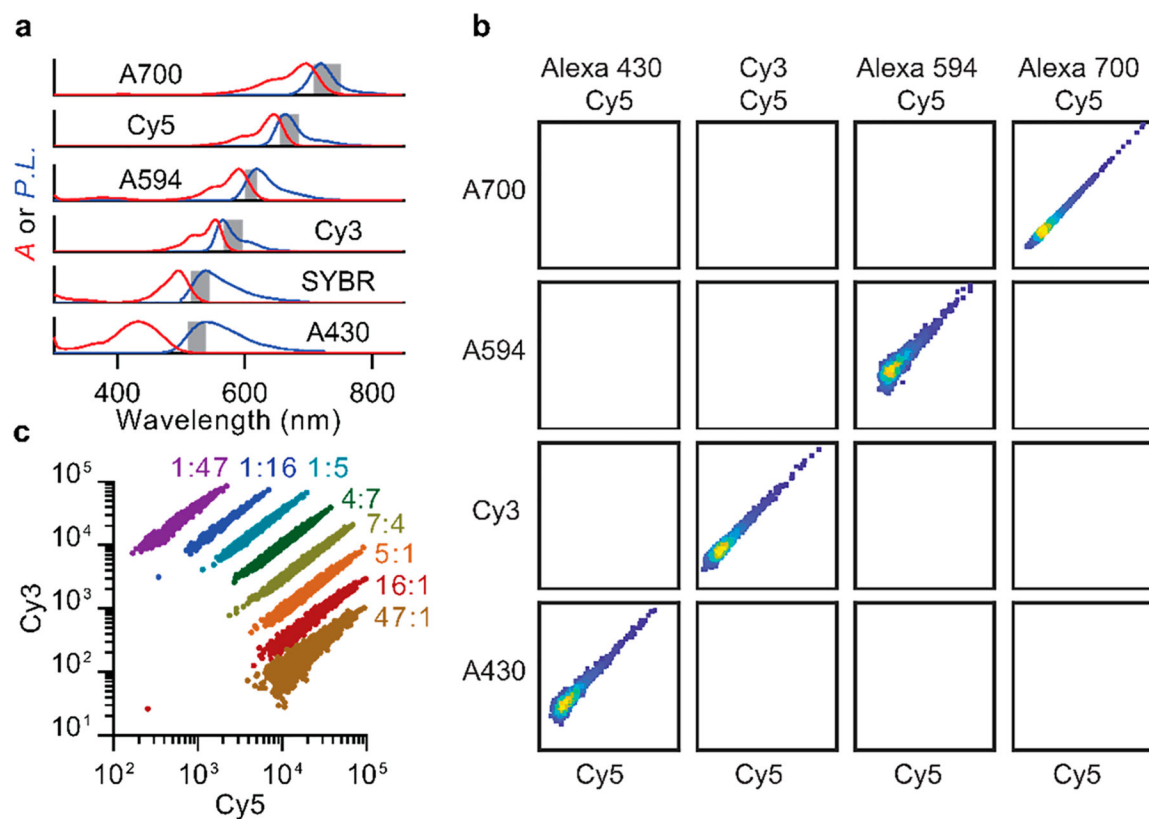 a
A700
Cy5
A594
Cy3
SYBR
A430
A or P.L.
400 600 800
Wavelength (nm)
b
Alexa 430 Cy3 Alexa 594 Alexa 700
Cy5 Cy5 Cy5 Cy5
A700
A594
Cy3
A430
Cy5 Cy5 Cy5 Cy5
c
1:47 1:16 1:5
4:7
7:4
5:1
16:1
47:1
Cy3
10⁵
10⁴
10³
10²
10¹
10² 10³ 10⁴ 10⁵
Cy5